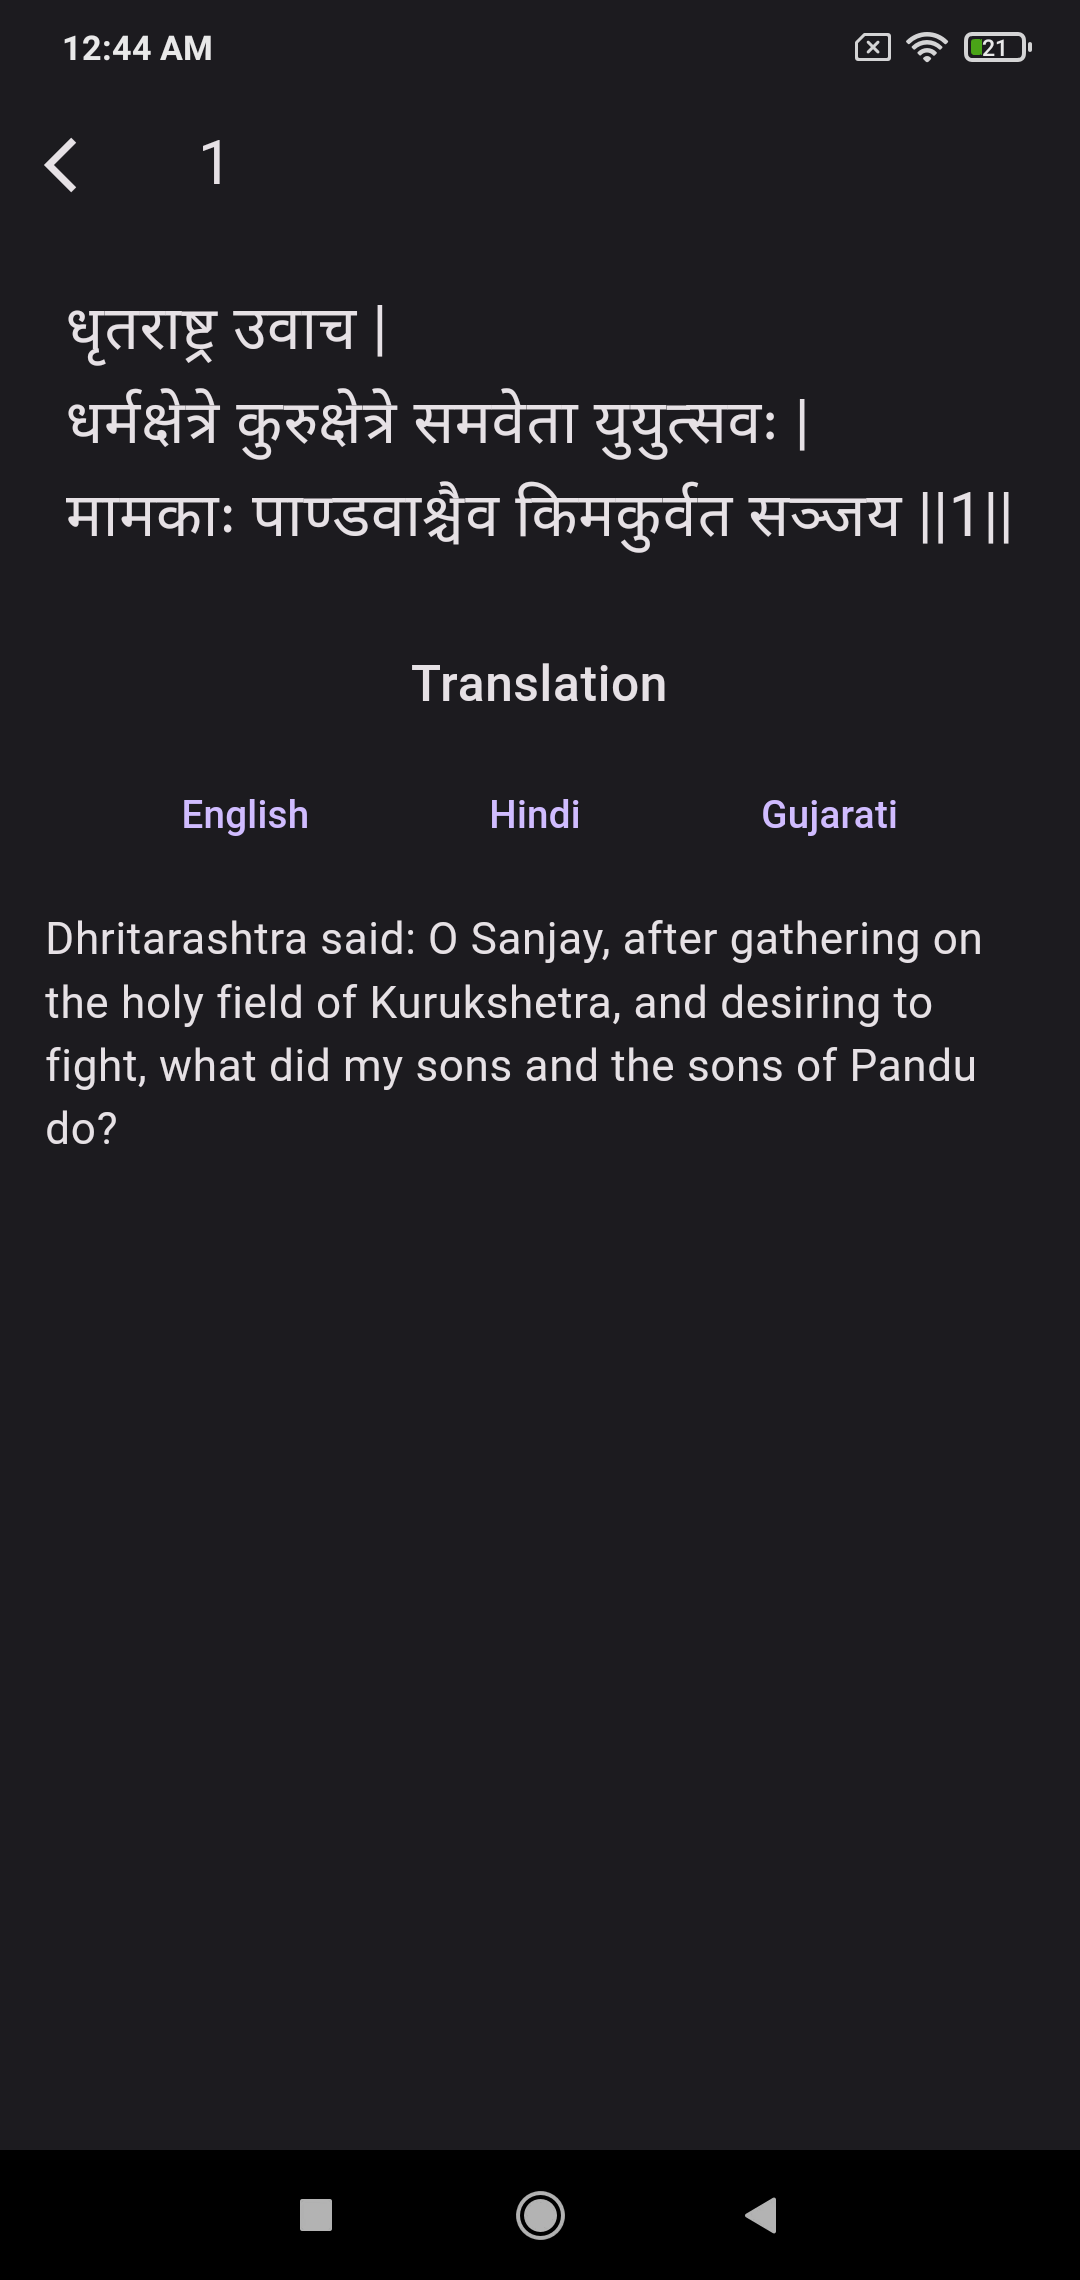 12:44 AM
21
1
धृतराष्ट्र उवाच |
धर्मक्षेत्रे कुरुक्षेत्रे समवेता युयुत्सवः |
मामकाः पाण्डवाश्चैव किमकुर्वत सञ्जय ||1||
Translation
English Hindi Gujarati
Dhritarashtra said: O Sanjay, after gathering on
the holy field of Kurukshetra, and desiring to
fight, what did my sons and the sons of Pandu
do?